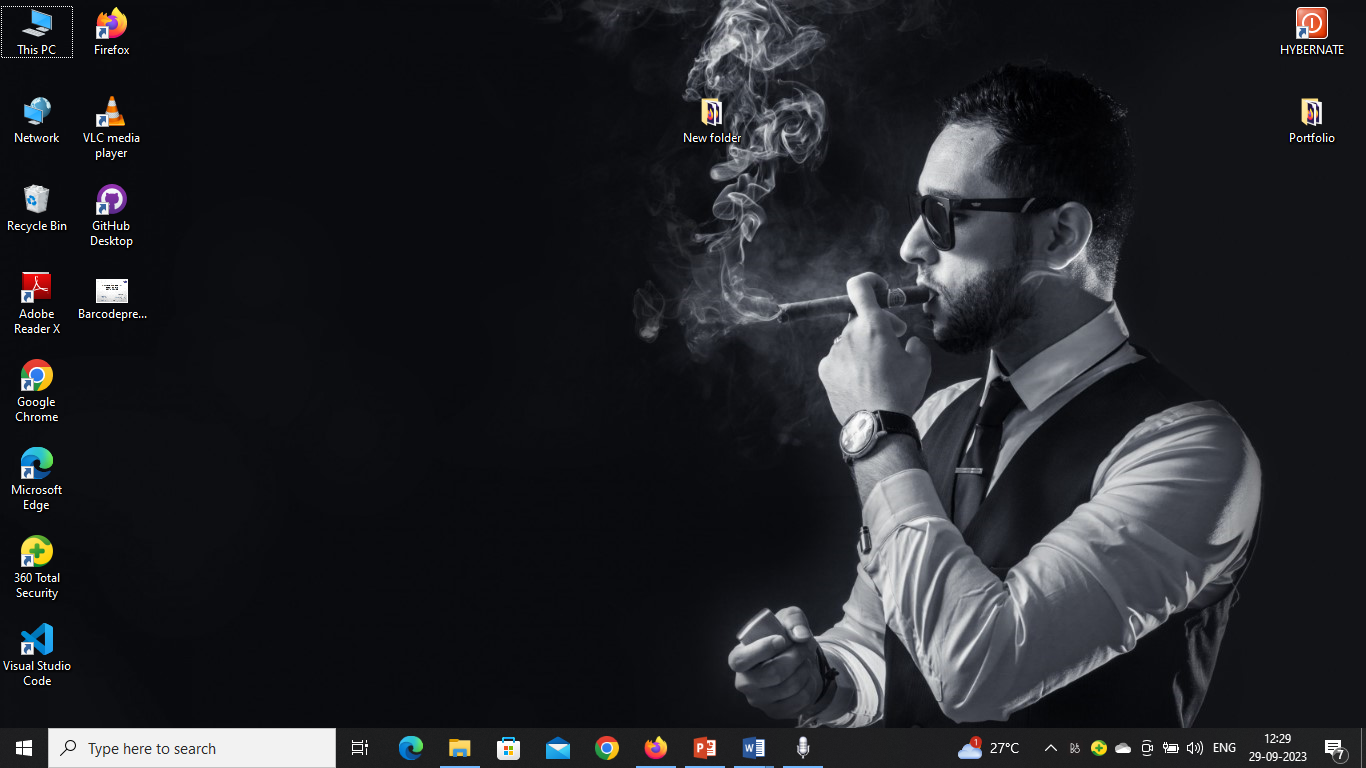 This PC
Firefox
HYBERNATE
Network
VLC media
player
New folder
Portfolio
Recycle Bin
GitHub
Desktop
Adobe
Reader X
Barcodepre...
Google
Chrome
Microsoft
Edge
360 Total
Security
Visual Studio
Code
Type here to search
1
27°C
ENG
12:29
29-09-2023
7